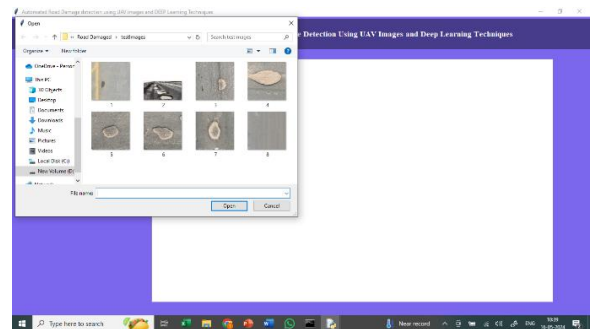 Automated Road Damage detection using UAV images and DEEP Learning Techniques
Open
e Detection Using UAV Images and Deep Learning Techniques
Road Damaged > testImages
Search testImages
Organize
New folder
OneDrive - Person
This PC
3D Objects
Desktop
Documents
Downloads
Music
Pictures
Videos
Local Disk (C:)
New Volume (D:)
1
2
3
4
5
6
7
8
File name:
Open
Cancel
Type here to search
Near record
ENG